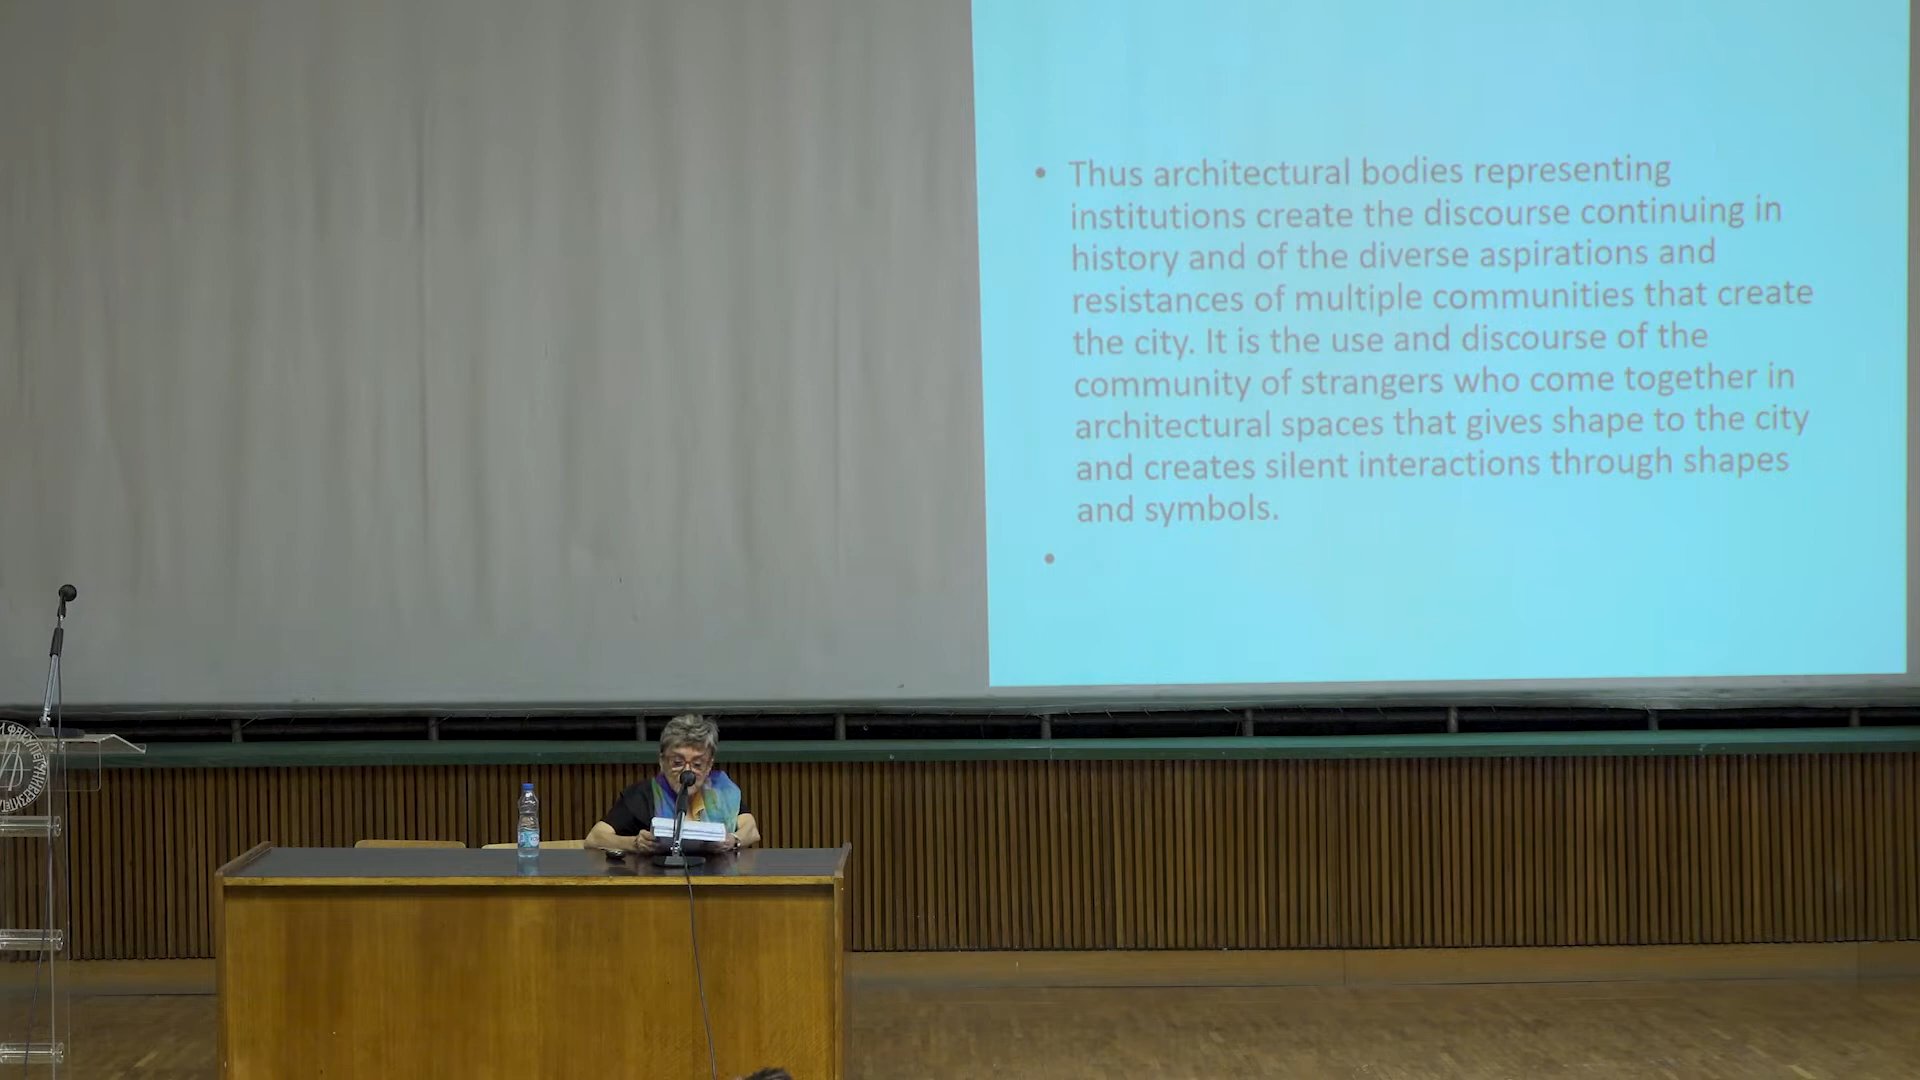 • Thus architectural bodies representing
institutions create the discourse continuing in
history and of the diverse aspirations and
resistances of multiple communities that create
the city. It is the use and discourse of the
community of strangers who come together in
architectural spaces that gives shape to the city
and creates silent interactions through shapes
and symbols.
•
ФАКУЛТЕТ